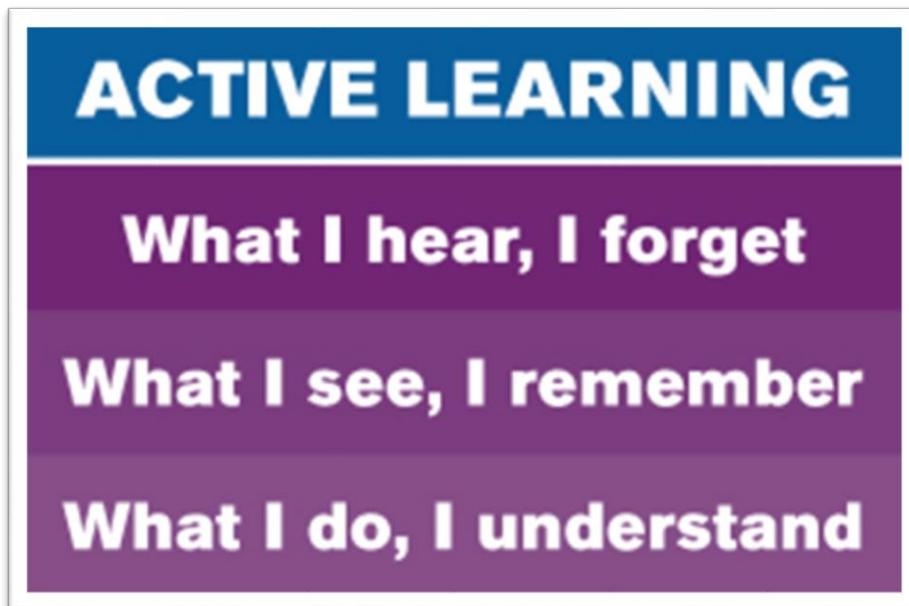 ACTIVE LEARNING
What I hear, I forget
What I see, I remember
What I do, I understand